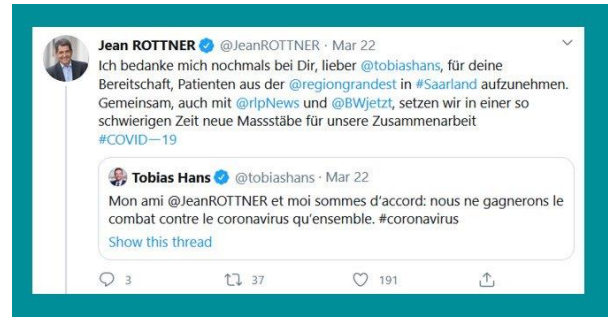 Jean ROTTNER @JeanROTTNER · Mar 22
Ich bedanke mich nochmals bei Dir, lieber @tobiashans, für deine
Bereitschaft, Patienten aus der @regiongrandest in #Saarland aufzunehmen.
Gemeinsam, auch mit @rlpNews und @BWjetzt, setzen wir in einer so
schwierigen Zeit neue Massstäbe für unsere Zusammenarbeit
#COVID—19
Tobias Hans @tobiashans · Mar 22
Mon ami @JeanROTTNER et moi sommes d'accord: nous ne gagnerons le
combat contre le coronavirus qu'ensemble. #coronavirus
Show this thread
3 37 191